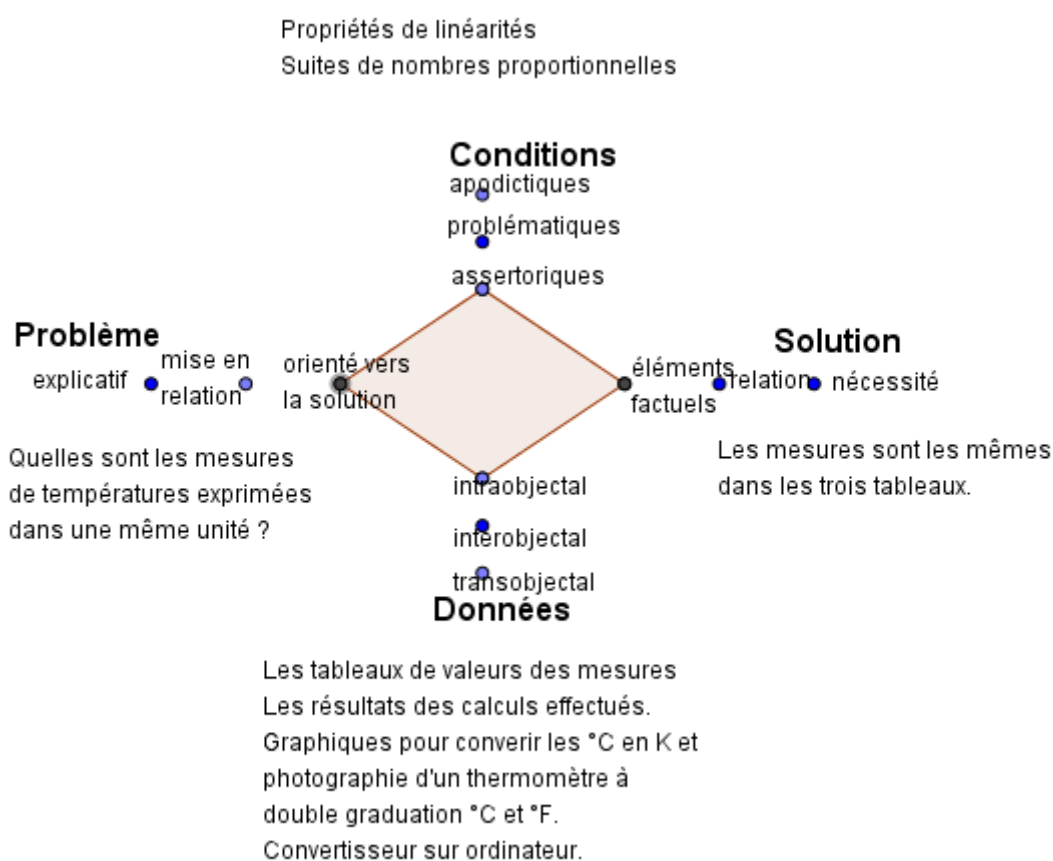 Propriétés de linéarités
Suites de nombres proportionnelles
Conditions
apodictiques
problématiques
assertoriques
Problème
explicatif
mise en
relation
orienté vers
la solution
Solution
éléments
factuels
relation
nécessité
Quelles sont les mesures
de températures exprimées
dans une même unité ?
Les mesures sont les mêmes
dans les trois tableaux.
intraobjectal
interobjectal
transobjectal
Données
Les tableaux de valeurs des mesures
Les résultats des calculs effectués.
Graphiques pour converir les °C en K et
photographie d'un thermomètre à
double graduation °C et °F.
Convertisseur sur ordinateur.